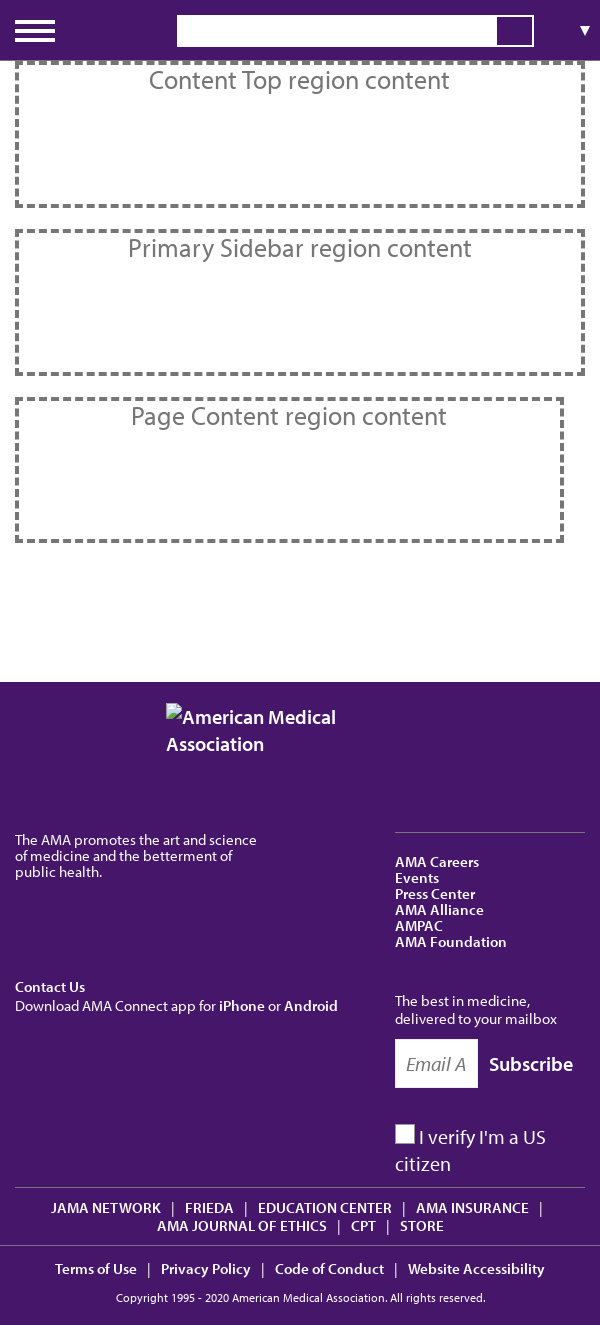 ▼
Content Top region content
Primary Sidebar region content
Page Content region content
American Medical
Association
The AMA promotes the art and science
of medicine and the betterment of
public health.
AMA Careers
Events
Press Center
AMA Alliance
AMPAC
AMA Foundation
Contact Us
Download AMA Connect app for iPhone or Android
The best in medicine,
delivered to your mailbox
Email A Subscribe
I verify I'm a US
citizen
JAMA NETWORK | FRIEDA | EDUCATION CENTER | AMA INSURANCE |
AMA JOURNAL OF ETHICS | CPT | STORE
Terms of Use | Privacy Policy | Code of Conduct | Website Accessibility
Copyright 1995 - 2020 American Medical Association. All rights reserved.